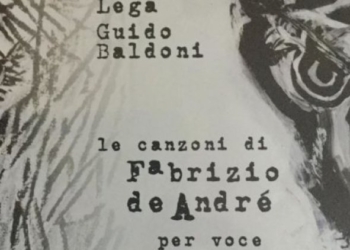 Lega
Guido
Baldoni
le canzoni di
Fabrizio
de André
per voce